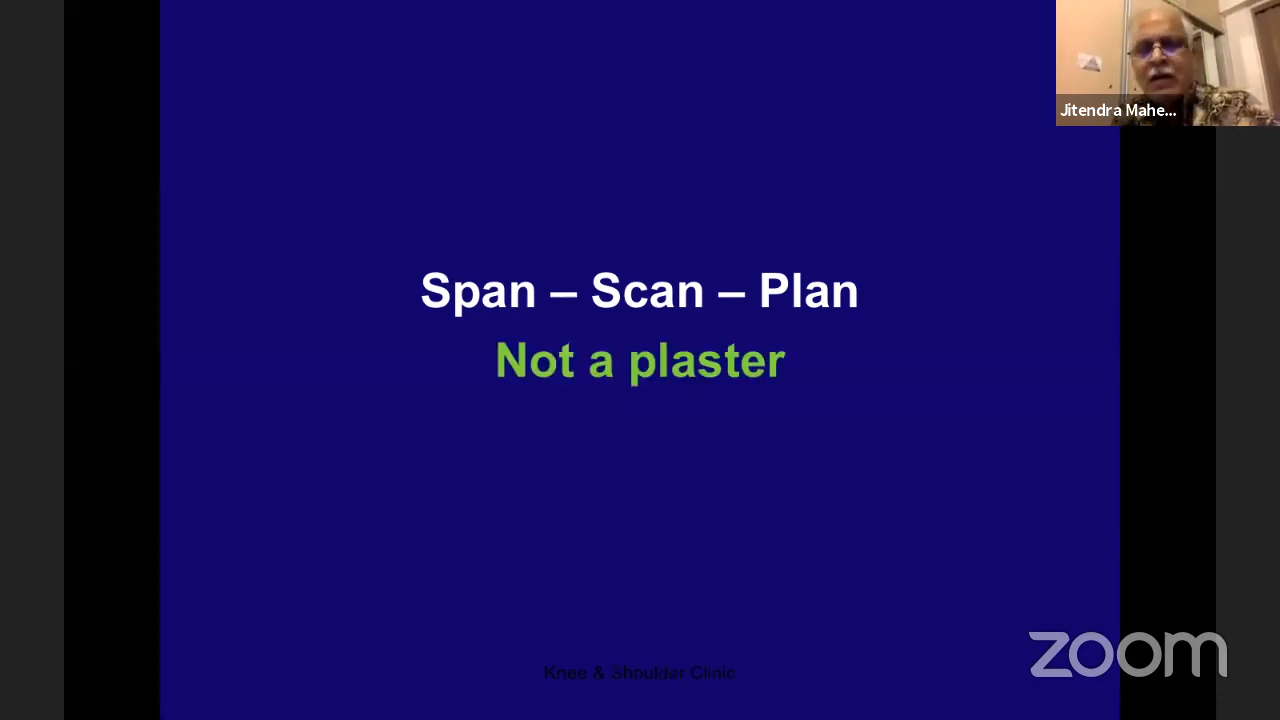 Jitendra Mahe...
Span – Scan – Plan
Not a plaster
Knee & Shoulder Clinic
zoom